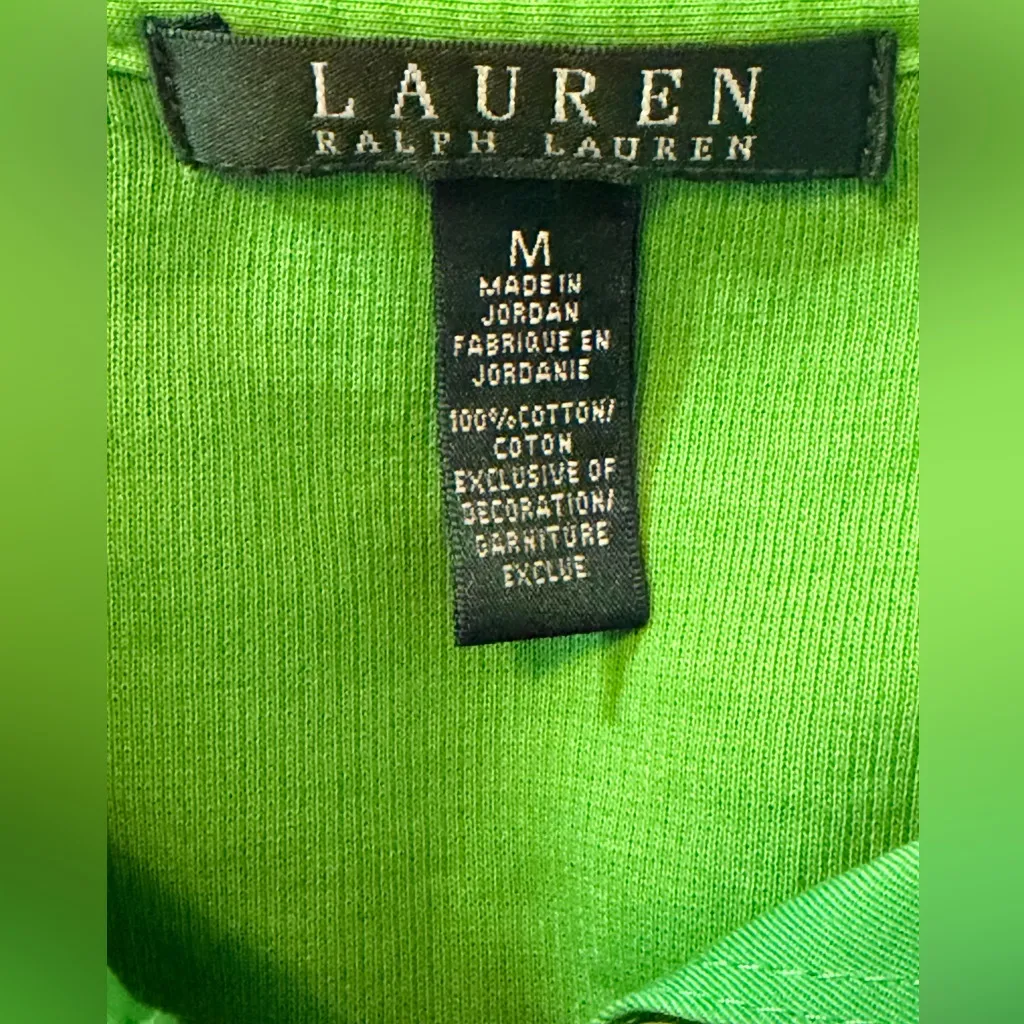 LAUREN
RALPH LAUREN
M
MADE IN
JORDAN
FABRIQUE EN
JORDANIE
100%COTTON/
COTON
EXCLUSIVE OF
DECORATION/
GARNITURE
EXCLUE